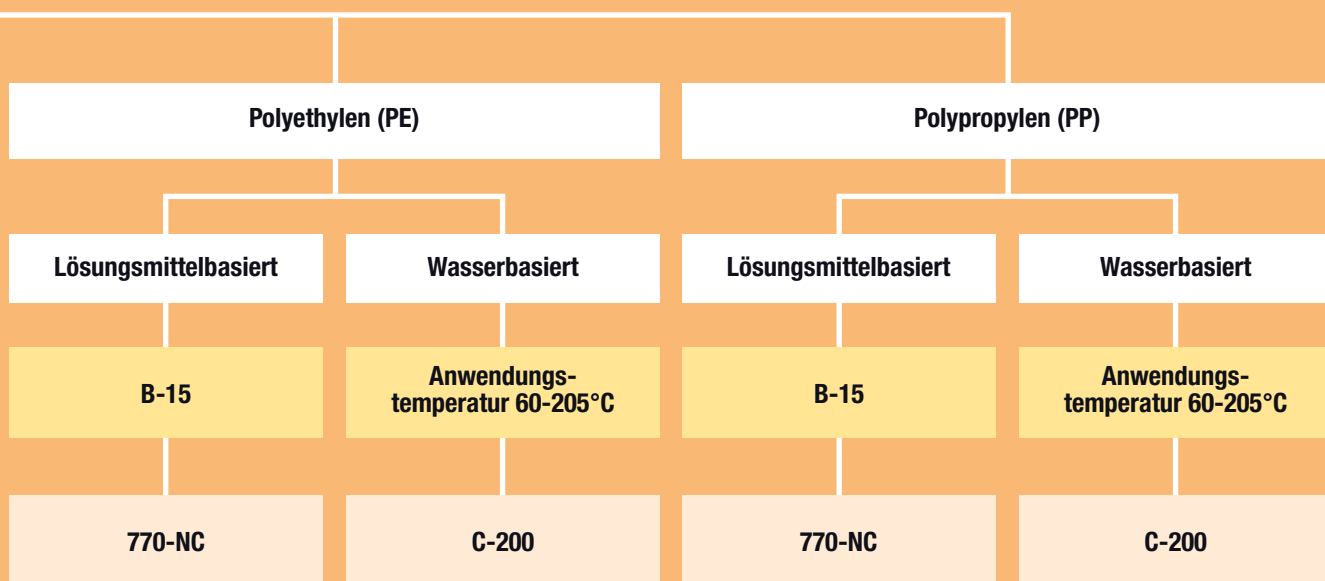 Polyethylen (PE)
Polypropylen (PP)
Lösungsmittelbasiert
Wasserbasiert
Lösungsmittelbasiert
Wasserbasiert
B-15
Anwendungs-
temperatur 60-205°C
B-15
Anwendungs-
temperatur 60-205°C
770-NC
C-200
770-NC
C-200